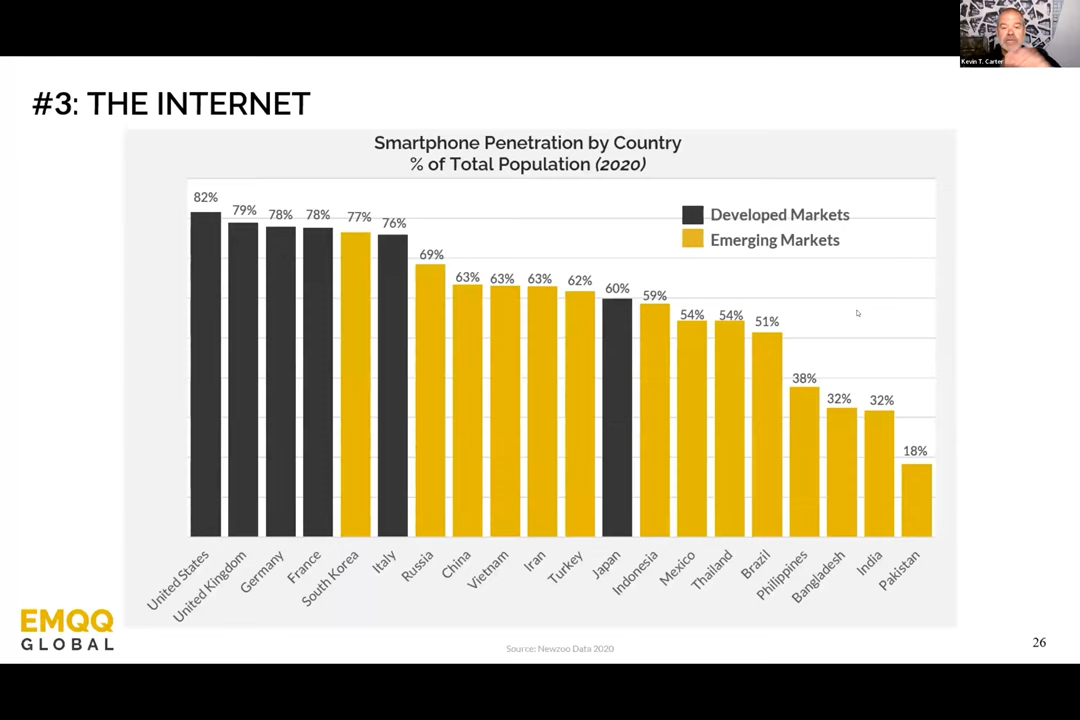 Kevin T. Carter
#3: THE INTERNET
Smartphone Penetration by Country
% of Total Population (2020)
82%
79%
78%
78%
77%
76%
69%
63%
63%
63%
62%
60%
59%
54%
54%
51%
38%
32%
32%
18%
Developed Markets
Emerging Markets
United States
United Kingdom
Germany
France
South Korea
Italy
Russia
China
Vietnam
Iran
Turkey
Japan
Indonesia
Mexico
Thailand
Brazil
Philippines
Bangladesh
India
Pakistan
EMQQ
GLOBAL
Source: Newzoo Data 2020
26